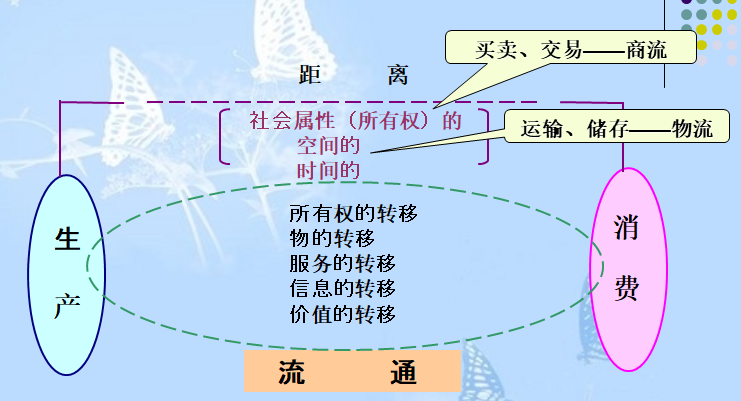 买卖、交易——商流
距 离
社会属性（所有权）的
空间的
时间的
运输、储存——物流
生产
所有权的转移
物的转移
服务的转移
信息的转移
价值的转移
消费
流 通